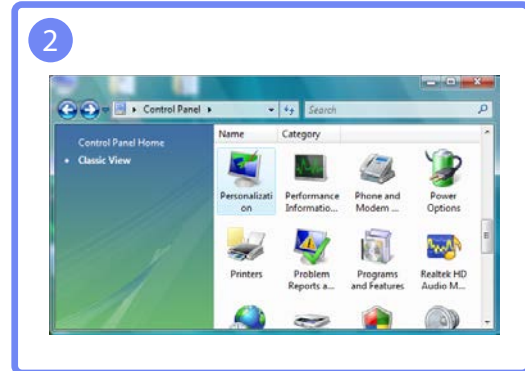 2
Control Panel
Search
Control Panel Home
Classic View
Name Category
Personalizati
on
Performance
Informatio...
Phone and
Modem ...
Power
Options
Printers
Problem
Reports a...
Programs
and Features
Realtek HD
Audio M...